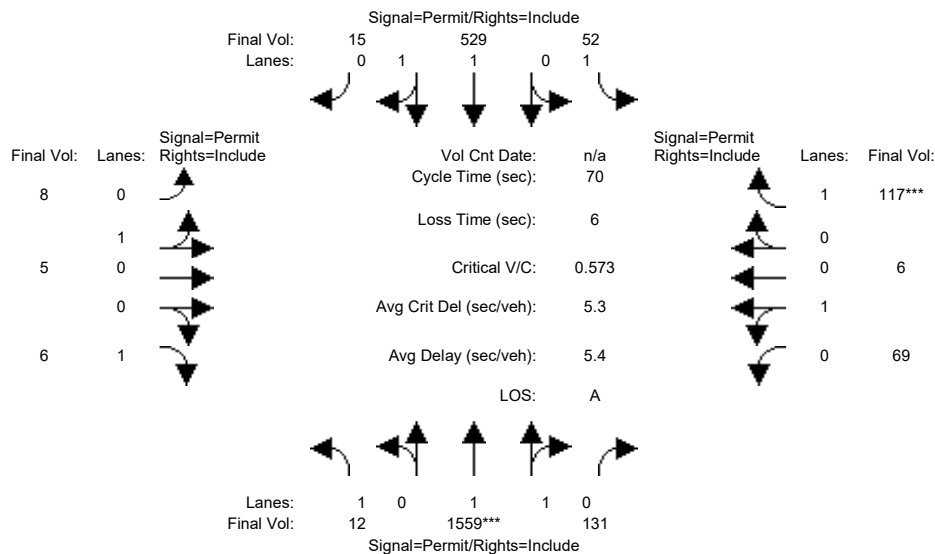 Signal=Permit/Rights=Include
Final Vol: 15 529 52
Lanes: 0 1 1 0 1
Signal=Permit
Final Vol: Lanes: Rights=Include
Vol Cnt Date: n/a
Signal=Permit
Rights=Include Lanes: Final Vol:
Cycle Time (sec): 70
8 0
1 117***
Loss Time (sec): 6
1
0
5 0
Critical V/C: 0.573
0 6
0
Avg Crit Del (sec/veh): 5.3
1
6 1
Avg Delay (sec/veh): 5.4
0 69
LOS: A
Lanes: 1 0 1 1 0
Final Vol: 12 1559*** 131
Signal=Permit/Rights=Include